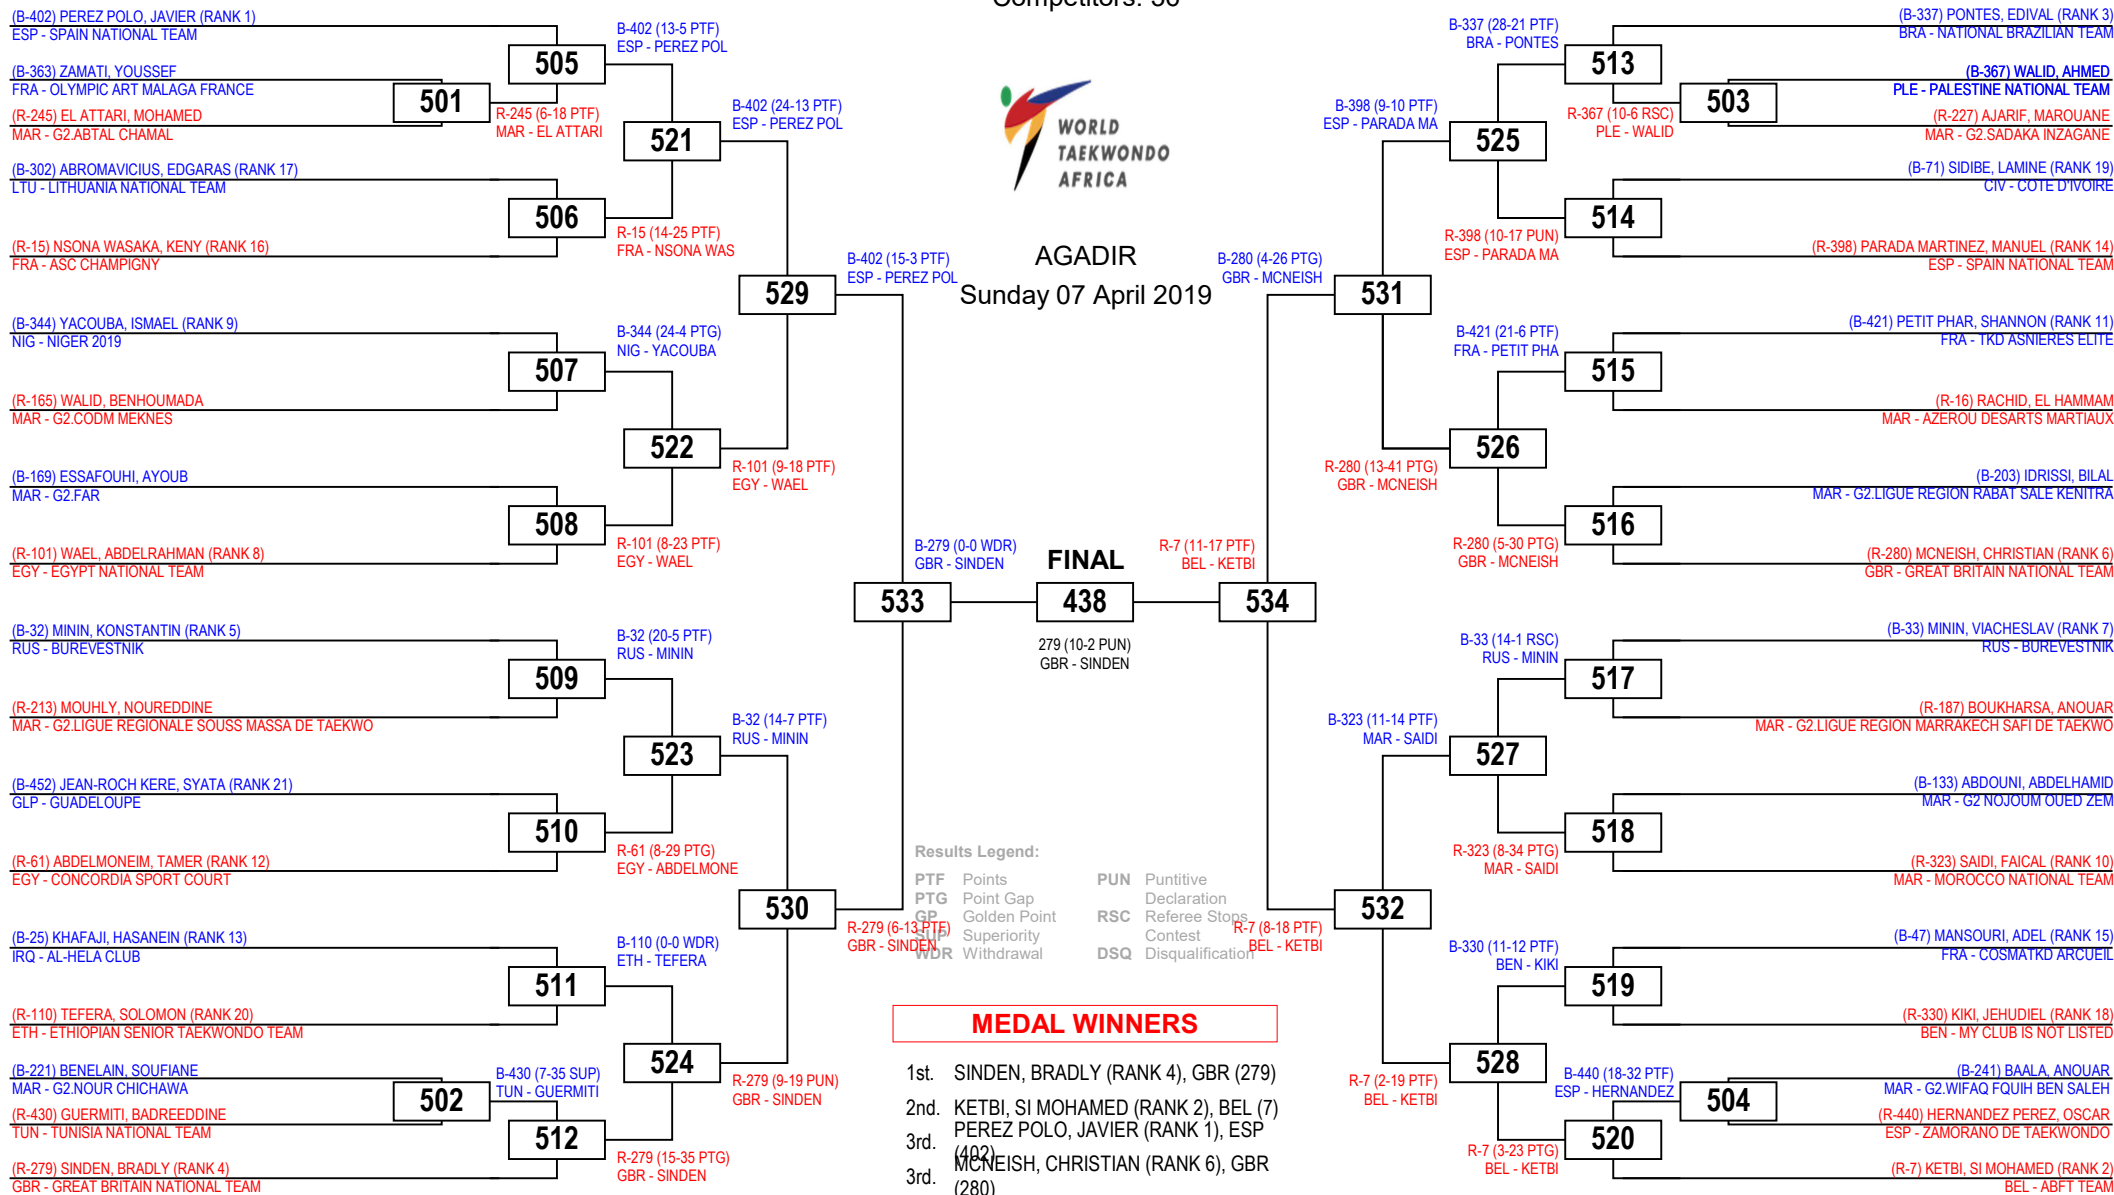 Competitors: 36
(B-402) PEREZ POLO, JAVIER (RANK 1)
ESP - SPAIN NATIONAL TEAM
(B-363) ZAMATI, YOUSSEF
FRA - OLYMPIC ART MALAGA FRANCE
(R-245) EL ATTARI, MOHAMED
MAR - G2.ABTAL CHAMAL
(B-302) ABROMAVICIUS, EDGARAS (RANK 17)
LTU - LITHUANIA NATIONAL TEAM
(R-15) NSONA WASAKA, KENY (RANK 16)
FRA - ASC CHAMPIGNY
(B-344) YACOUBA, ISMAEL (RANK 9)
NIG - NIGER 2019
(R-165) WALID, BENHOUMADA
MAR - G2.CODM MEKNES
(B-169) ESSAFOUHI, AYOUB
MAR - G2.FAR
(R-101) WAEL, ABDELRAHMAN (RANK 8)
EGY - EGYPT NATIONAL TEAM
(B-32) MININ, KONSTANTIN (RANK 5)
RUS - BUREVESTNIK
(R-213) MOUHLY, NOUREDDINE
MAR - G2.LIGUE REGIONALE SOUSS MASSA DE TAEKWO
(B-452) JEAN-ROCH KERE, SYATA (RANK 21)
GLP - GUADELOUPE
(R-61) ABDELMONEIM, TAMER (RANK 12)
EGY - CONCORDIA SPORT COURT
(B-25) KHAFAJI, HASANEIN (RANK 13)
IRQ - AL-HELA CLUB
(R-110) TEFERA, SOLOMON (RANK 20)
ETH - ETHIOPIAN SENIOR TAEKWONDO TEAM
(B-221) BENELAIN, SOUFIANE
MAR - G2.NOUR CHICHAWA
(R-430) GUERMITI, BADREEDDINE
TUN - TUNISIA NATIONAL TEAM
(R-279) SINDEN, BRADLY (RANK 4)
GBR - GREAT BRITAIN NATIONAL TEAM
501
502
R-245 (6-18 PTF)
MAR - EL ATTARI
B-430 (7-35 SUP)
TUN - GUERMITI
505
506
507
508
509
510
511
512
B-402 (13-5 PTF)
ESP - PEREZ POL
R-15 (14-25 PTF)
FRA - NSONA WAS
B-344 (24-4 PTG)
NIG - YACOUBA
R-101 (8-23 PTF)
EGY - WAEL
B-32 (20-5 PTF)
RUS - MININ
R-61 (8-29 PTG)
EGY - ABDELMONE
B-110 (0-0 WDR)
ETH - TEFERA
R-279 (15-35 PTG)
GBR - SINDEN
521
522
523
524
B-402 (24-13 PTF)
ESP - PEREZ POL
R-101 (9-18 PTF)
EGY - WAEL
B-32 (14-7 PTF)
RUS - MININ
R-279 (9-19 PUN)
GBR - SINDEN
529
530
B-402 (15-3 PTF)
ESP - PEREZ POL
R-279 (6-13 PTF)
GBR - SINDEN
533
B-279 (0-0 WDR)
GBR - SINDEN
WORLD
TAEKWONDO
AFRICA
AGADIR
Sunday 07 April 2019
FINAL
438
279 (10-2 PUN)
GBR - SINDEN
R-7 (11-17 PTF)
BEL - KETBI
534
B-280 (4-26 PTG)
GBR - MCNEISH
R-7 (8-18 PTF)
BEL - KETBI
531
532
B-398 (9-10 PTF)
ESP - PARADA MA
R-280 (13-41 PTG)
GBR - MCNEISH
B-323 (11-14 PTF)
MAR - SAIDI
R-7 (2-19 PTF)
BEL - KETBI
525
526
527
528
B-337 (28-21 PTF)
BRA - PONTES
R-398 (10-17 PUN)
ESP - PARADA MA
B-421 (21-6 PTF)
FRA - PETIT PHA
R-280 (5-30 PTG)
GBR - MCNEISH
B-33 (14-1 RSC)
RUS - MININ
R-323 (8-34 PTG)
MAR - SAIDI
B-330 (11-12 PTF)
BEN - KIKI
R-7 (3-23 PTG)
BEL - KETBI
513
514
515
516
517
518
519
520
R-367 (10-6 RSC)
PLE - WALID
B-440 (18-32 PTF)
ESP - HERNANDEZ
503
504
(B-337) PONTES, EDIVAL (RANK 3)
BRA - NATIONAL BRAZILIAN TEAM
(B-367) WALID, AHMED
PLE - PALESTINE NATIONAL TEAM
(R-227) AJARIF, MAROUANE
MAR - G2.SADAKA INZAGANE
(B-71) SIDIBE, LAMINE (RANK 19)
CIV - COTE D'IVOIRE
(R-398) PARADA MARTINEZ, MANUEL (RANK 14)
ESP - SPAIN NATIONAL TEAM
(B-421) PETIT PHAR, SHANNON (RANK 11)
FRA - TKD ASNIERES ELITE
(R-16) RACHID, EL HAMMAM
MAR - AZEROU DESARTS MARTIAUX
(B-203) IDRISSI, BILAL
MAR - G2.LIGUE REGION RABAT SALE KENITRA
(R-280) MCNEISH, CHRISTIAN (RANK 6)
GBR - GREAT BRITAIN NATIONAL TEAM
(B-33) MININ, VIACHESLAV (RANK 7)
RUS - BUREVESTNIK
(R-187) BOUKHARSA, ANOUAR
MAR - G2.LIGUE REGION MARRAKECH SAFI DE TAEKWO
(B-133) ABDOUNI, ABDELHAMID
MAR - G2 NOJOUM OUED ZEM
(R-323) SAIDI, FAICAL (RANK 10)
MAR - MOROCCO NATIONAL TEAM
(B-47) MANSOURI, ADEL (RANK 15)
FRA - COSMATKD ARCUEIL
(R-330) KIKI, JEHUDIEL (RANK 18)
BEN - MY CLUB IS NOT LISTED
(B-241) BAALA, ANOUAR
MAR - G2.WIFAQ FQUIH BEN SALEH
(R-440) HERNANDEZ PEREZ, OSCAR
ESP - ZAMORANO DE TAEKWONDO
(R-7) KETBI, SI MOHAMED (RANK 2)
BEL - ABFT TEAM
Results Legend:
PTF Points
PTG Point Gap
GP Golden Point
SUP Superiority
WDR Withdrawal
PUN Puntitive
Declaration
RSC Referee Stops
Contest
DSQ Disqualification
MEDAL WINNERS
1st. SINDEN, BRADLY (RANK 4), GBR (279)
2nd. KETBI, SI MOHAMED (RANK 2), BEL (7)
3rd. PEREZ POLO, JAVIER (RANK 1), ESP
(402)
3rd. MCNEISH, CHRISTIAN (RANK 6), GBR
(280)